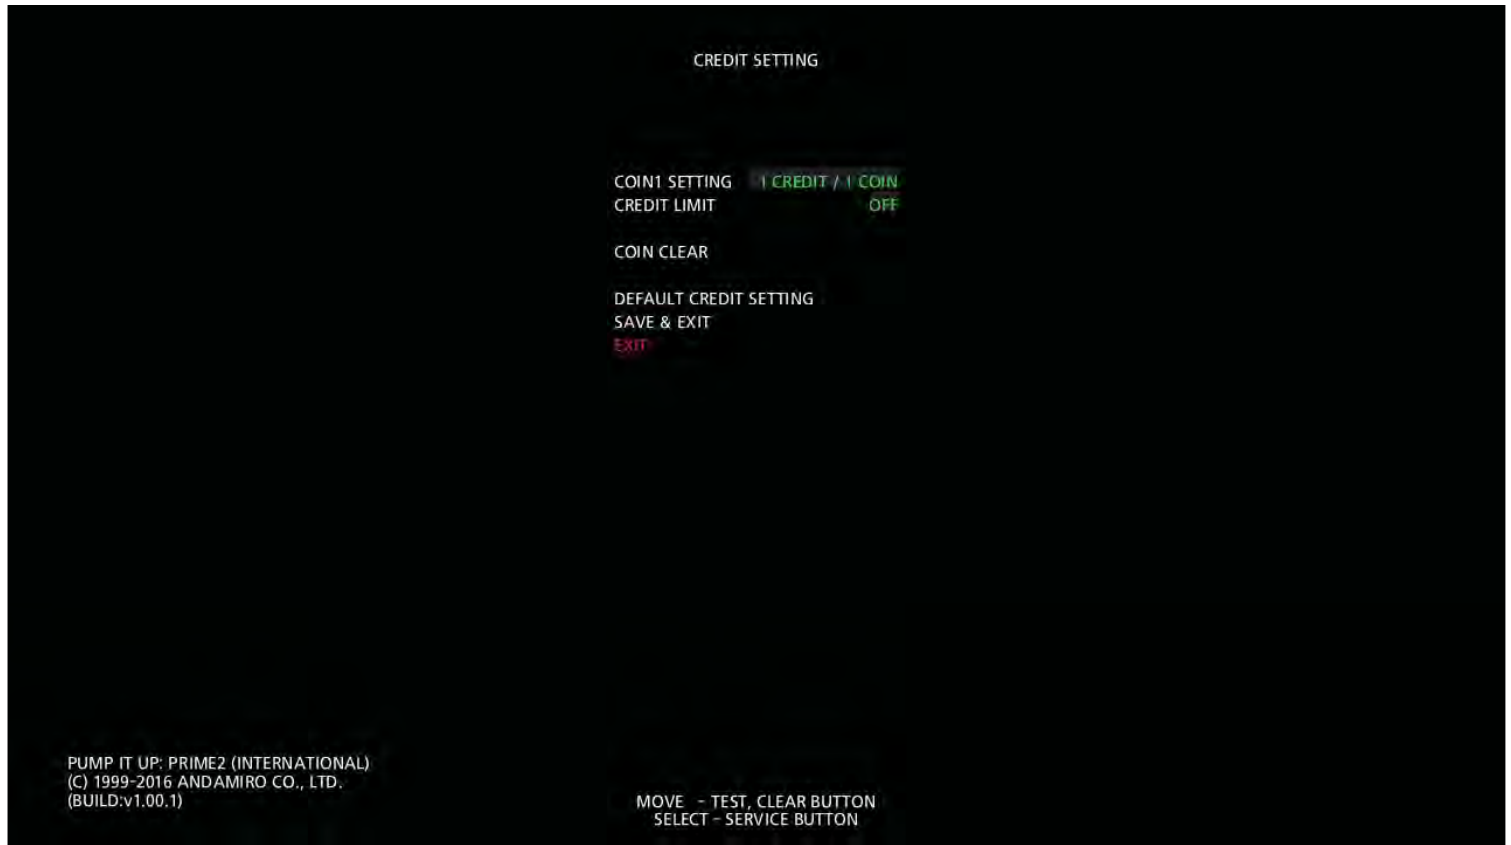 CREDIT SETTING
COIN1 SETTING 1 CREDIT / 1 COIN
CREDIT LIMIT OFF
COIN CLEAR
DEFAULT CREDIT SETTING
SAVE & EXIT
EXIT
PUMP IT UP: PRIME2 (INTERNATIONAL)
(C) 1999-2016 ANDAMIRO CO., LTD.
(BUILD:v1.00.1)
MOVE - TEST, CLEAR BUTTON
SELECT - SERVICE BUTTON